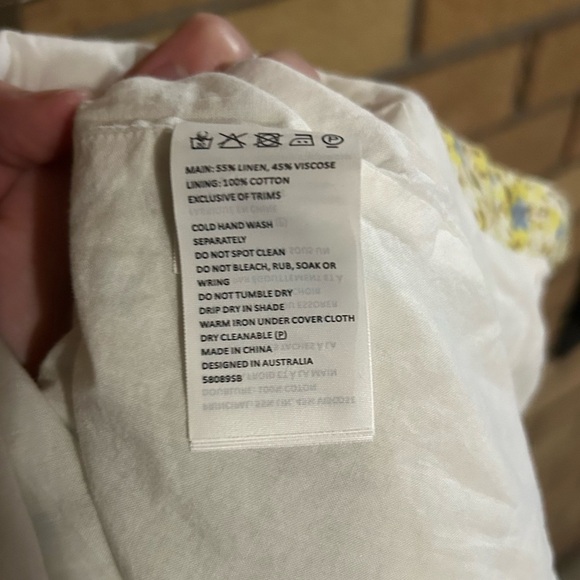 MAIN: 55% LINEN, 45% VISCOSE
LINING: 100% COTTON
EXCLUSIVE OF TRIMS
COLD HAND WASH
SEPARATELY
DO NOT SPOT CLEAN
DO NOT BLEACH, RUB, SOAK OR
WRING
DO NOT TUMBLE DRY
DRIP DRY IN SHADE
WARM IRON UNDER COVER CLOTH
DRY CLEANABLE (P)
MADE IN CHINA
DESIGNED IN AUSTRALIA
58089SB